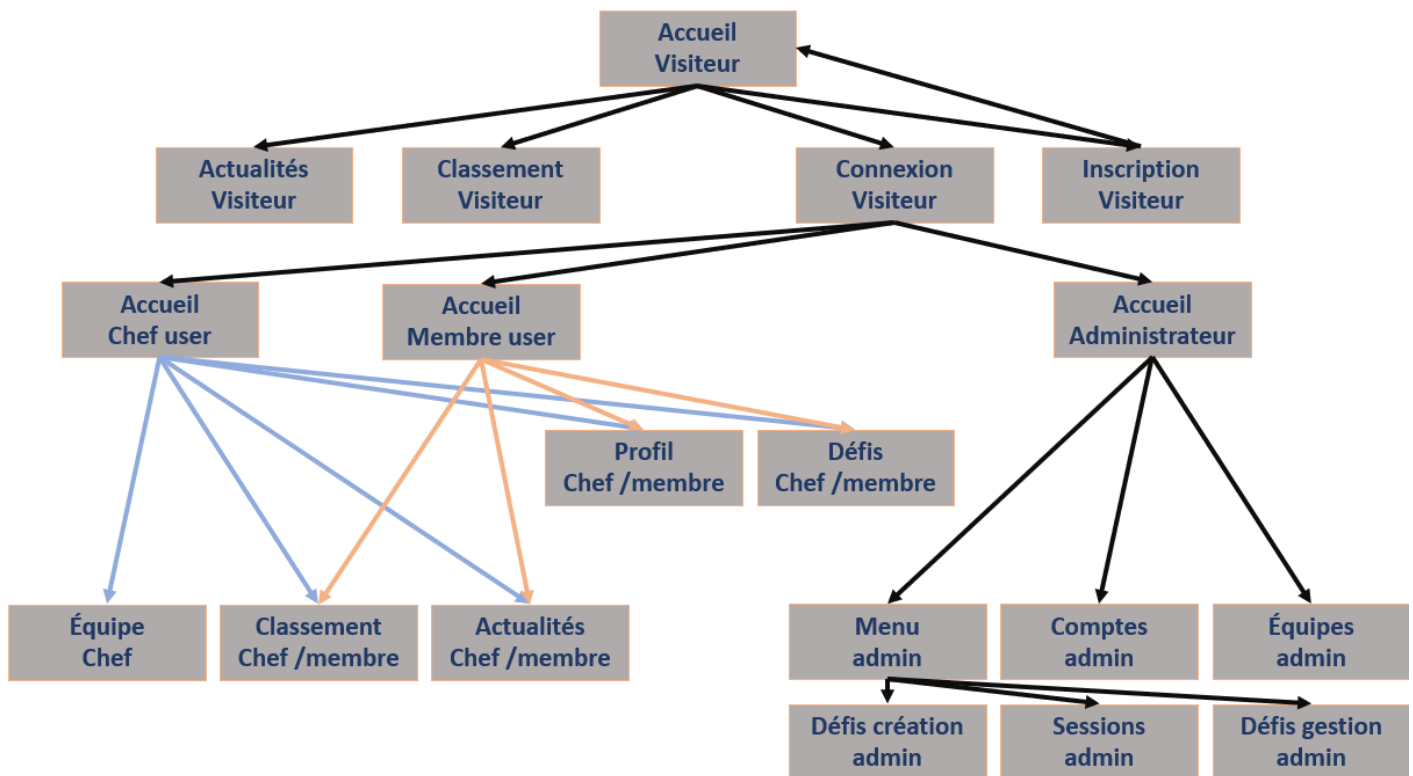 Accueil
Visiteur
Actualités
Visiteur
Classement
Visiteur
Connexion
Visiteur
Inscription
Visiteur
Accueil
Chef user
Accueil
Membre user
Accueil
Administrateur
Profil
Chef /membre
Défis
Chef /membre
Équipe
Chef
Classement
Chef /membre
Actualités
Chef /membre
Menu
admin
Comptes
admin
Équipes
admin
Défis création
admin
Sessions
admin
Défis gestion
admin